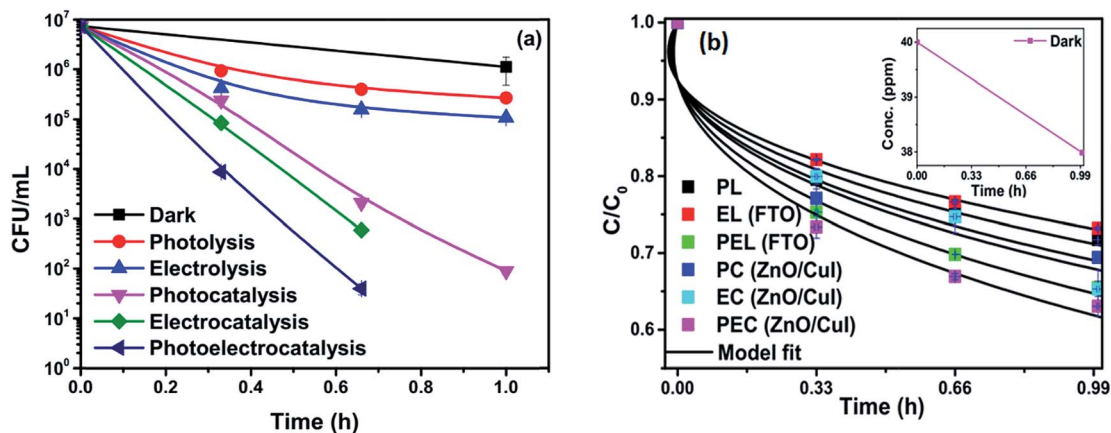 (a)
10^7
10^6
10^5
10^4
10^3
10^2
10^1
10^0
CFU/mL
Dark
Photolysis
Electrolysis
Photocatalysis
Electrocatalysis
Photoelectrocatalysis
0.0 0.2 0.4 0.6 0.8 1.0
Time (h)
(b)
1.0
0.9
0.8
0.7
0.6
C/C₀
PL
EL (FTO)
PEL (FTO)
PC (ZnO/CuI)
EC (ZnO/CuI)
PEC (ZnO/CuI)
Model fit
0.00 0.33 0.66 0.99
Time (h)
Dark
40
39
38
Conc. (ppm)
0.00 0.33 0.66 0.99
Time (h)